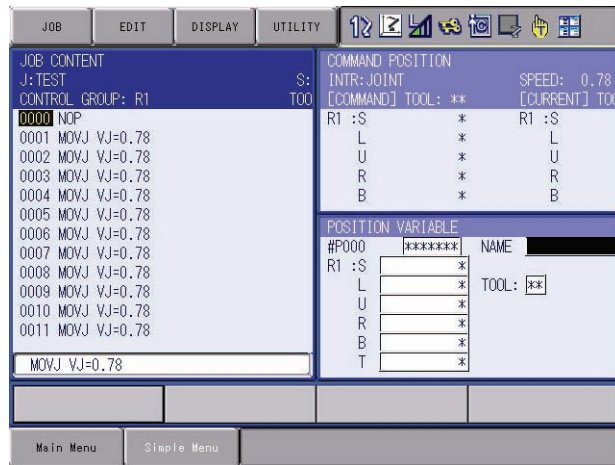 JOB EDIT DISPLAY UTILITY
JOB CONTENT
J:TEST S:
CONTROL GROUP: R1 TOO
0000 NOP
0001 MOVJ VJ=0.78
0002 MOVJ VJ=0.78
0003 MOVJ VJ=0.78
0004 MOVJ VJ=0.78
0005 MOVJ VJ=0.78
0006 MOVJ VJ=0.78
0007 MOVJ VJ=0.78
0008 MOVJ VJ=0.78
0009 MOVJ VJ=0.78
0010 MOVJ VJ=0.78
0011 MOVJ VJ=0.78
MOVJ VJ=0.78
COMMAND POSITION
INTR:JOINT SPEED: 0.78
[COMMAND] TOOL: ** [CURRENT] TOO
R1 :S * R1 :S
L * L
U * U
R * R
B * B
POSITION VARIABLE
#P000 ******* NAME
R1 :S *
L * TOOL: **
U *
R *
B *
T *
Main Menu Simple Menu